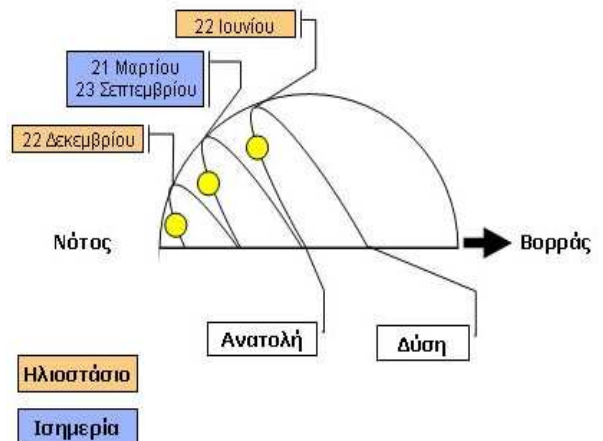 22 Ιουνίου
21 Μαρτίου
23 Σεπτεμβρίου
22 Δεκεμβρίου
Νότος
Βορράς
Ανατολή
Δύση
Ηλιοστάσιο
Ισημερία